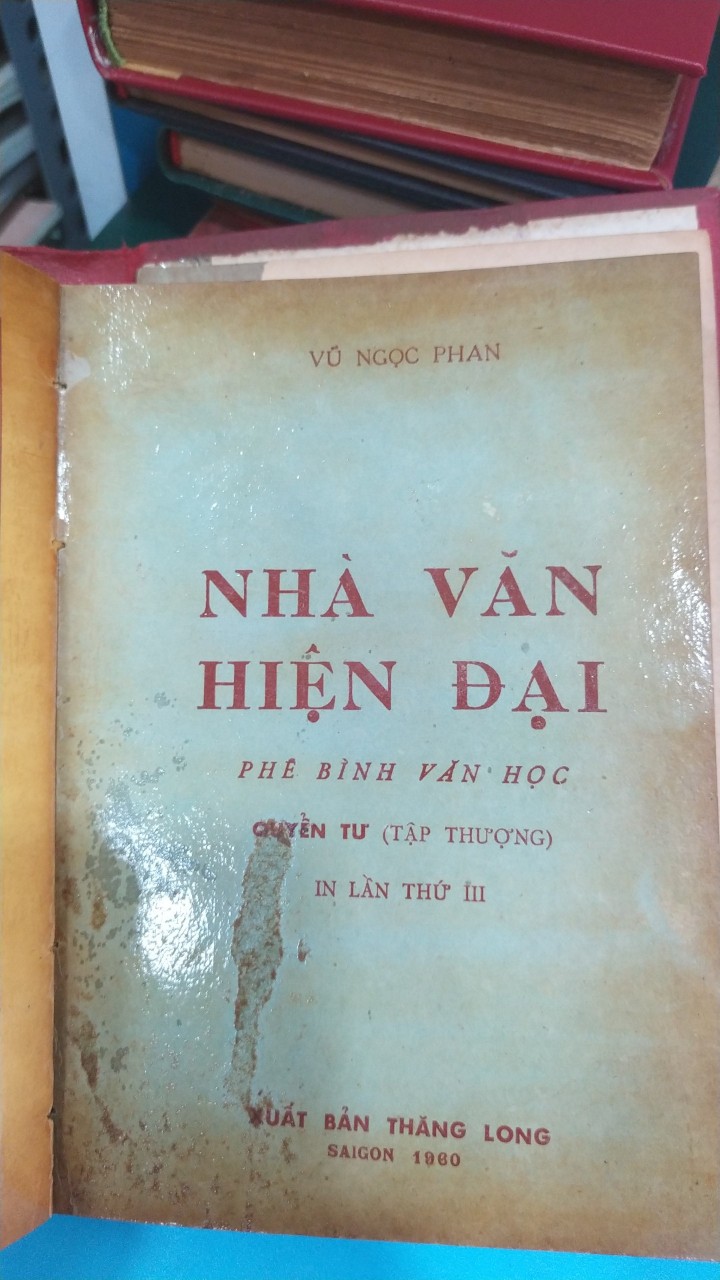 VŨ NGỌC PHAN
NHÀ VĂN
HIỆN ĐẠI
PHÊ BÌNH VĂN HỌC
QUYỂN TƯ (TẬP THƯỢNG)
IN LẦN THỨ III
XUẤT BẢN THĂNG LONG
SAIGON 1960